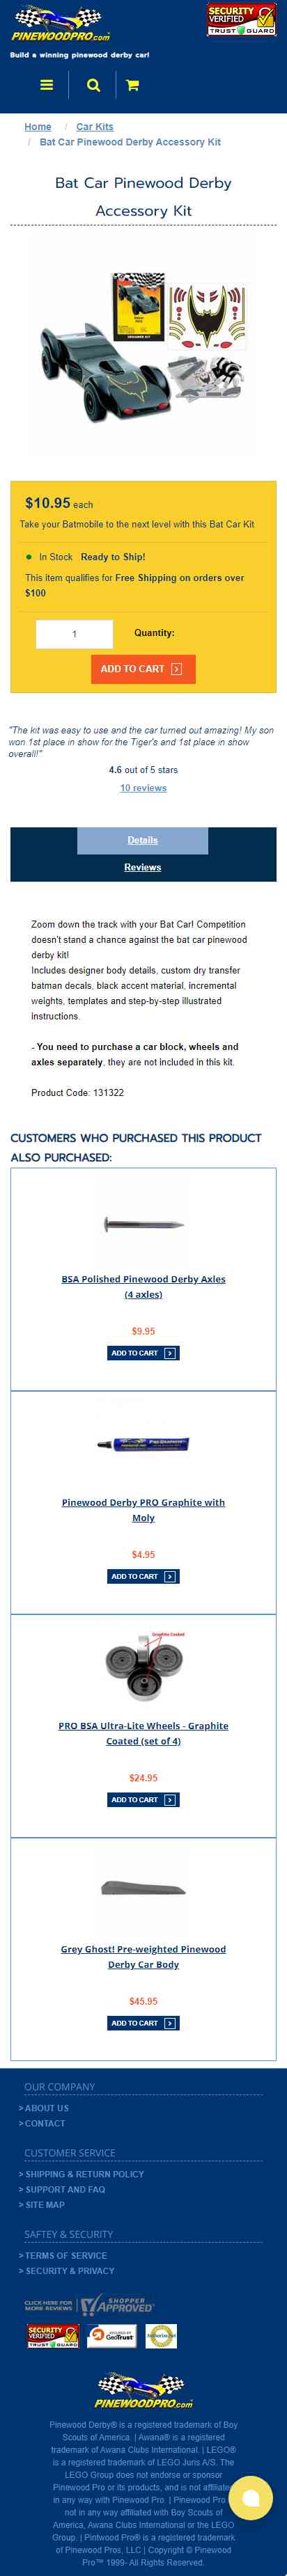 PINEWOODPRO.COM
SECURITY
VERIFIED
TRUST GUARD
Build a winning pinewood derby car!
Home / Car Kits
/ Bat Car Pinewood Derby Accessory Kit
Bat Car Pinewood Derby
Accessory Kit
$10.95 each
Take your Batmobile to the next level with this Bat Car Kit
In Stock Ready to Ship!
This item qualifies for Free Shipping on orders over
$100
1 Quantity:
ADD TO CART
"The kit was easy to use and the car turned out amazing! My son
won 1st place in show for the Tiger's and 1st place in show
overall!"
4.6 out of 5 stars
10 reviews
Details
Reviews
Zoom down the track with your Bat Car! Competition
doesn't stand a chance against the bat car pinewood
derby kit!
Includes designer body details, custom dry transfer
batman decals, black accent material, incremental
weights, templates and step-by-step illustrated
instructions.
- You need to purchase a car block, wheels and
axles separately, they are not included in this kit.
Product Code: 131322
CUSTOMERS WHO PURCHASED THIS PRODUCT
ALSO PURCHASED:
BSA Polished Pinewood Derby Axles
(4 axles)
$9.95
ADD TO CART
Pinewood Derby PRO Graphite with
Moly
$4.95
ADD TO CART
Graphite Coated
PRO BSA Ultra-Lite Wheels - Graphite
Coated (set of 4)
$24.95
ADD TO CART
Grey Ghost! Pre-weighted Pinewood
Derby Car Body
$45.95
ADD TO CART
OUR COMPANY
> ABOUT US
> CONTACT
CUSTOMER SERVICE
> SHIPPING & RETURN POLICY
> SUPPORT AND FAQ
> SITE MAP
SAFTEY & SECURITY
> TERMS OF SERVICE
> SECURITY & PRIVACY
CLICK HERE FOR
MORE REVIEWS
SHOPPER
APPROVED
SECURITY
VERIFIED
TRUST GUARD
POWERED BY
GeoTrust
PINEWOODPRO.COM
Pinewood Derby® is a registered trademark of Boy
Scouts of America. | Awana® is a registered
trademark of Awana Clubs International. | LEGO®
is a registered trademark of LEGO Juris A/S. The
LEGO Group does not endorse or sponsor
Pinewood Pro or its products, and is not affiliate
in any way with Pinewood Pro. | Pinewood Pro
not in any way affiliated with Boy Scouts of
America, Awana Clubs International or the LEGO
Group. | Pintwood Pro® is a registered trademark
of Pinewood Pros, LLC | Copyright © Pinewood
Pro™ 1999- All Rights Reserved.